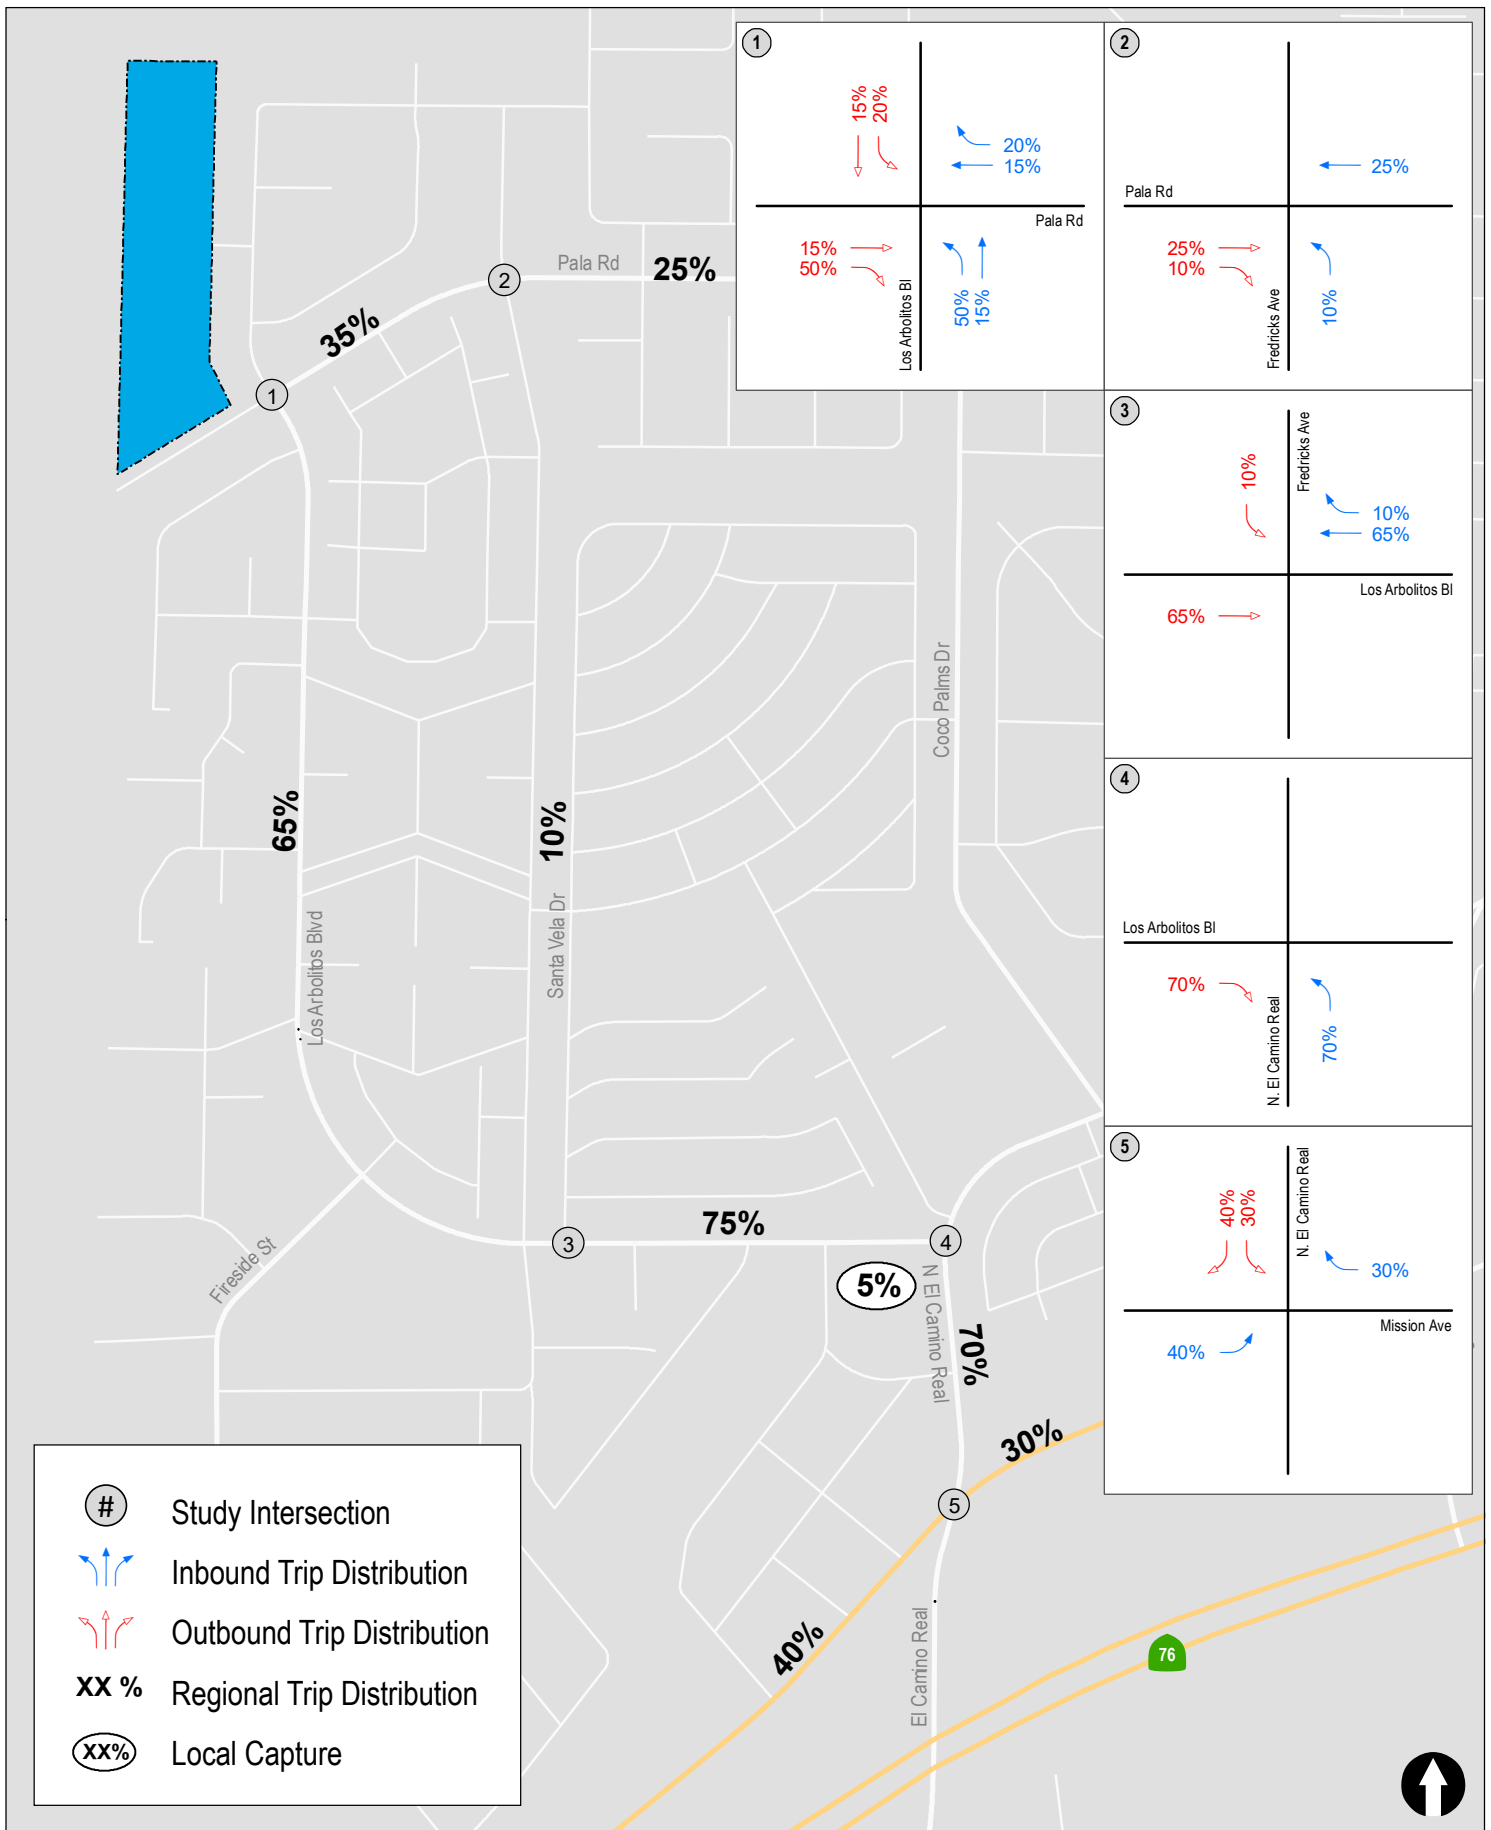 1
15%
20%
20%
15%
Pala Rd
15%
50%
Los Arbolitos Bl
50%
15%
2
25%
Pala Rd
25%
10%
Fredricks Ave
10%
3
Fredricks Ave
10%
10%
65%
Los Arbolitos Bl
65%
4
Los Arbolitos Bl
70%
N. El Camino Real
70%
5
40%
30%
N. El Camino Real
30%
Mission Ave
40%
2
Pala Rd
25%
35%
1
Coco Palms Dr
65%
10%
Santa Vela Dr
Los Arbolitos Blvd
75%
3
4
Fireside St
5%
N El Camino Real
70%
30%
5
40%
El Camino Real
76
# Study Intersection
Inbound Trip Distribution
Outbound Trip Distribution
XX % Regional Trip Distribution
XX% Local Capture